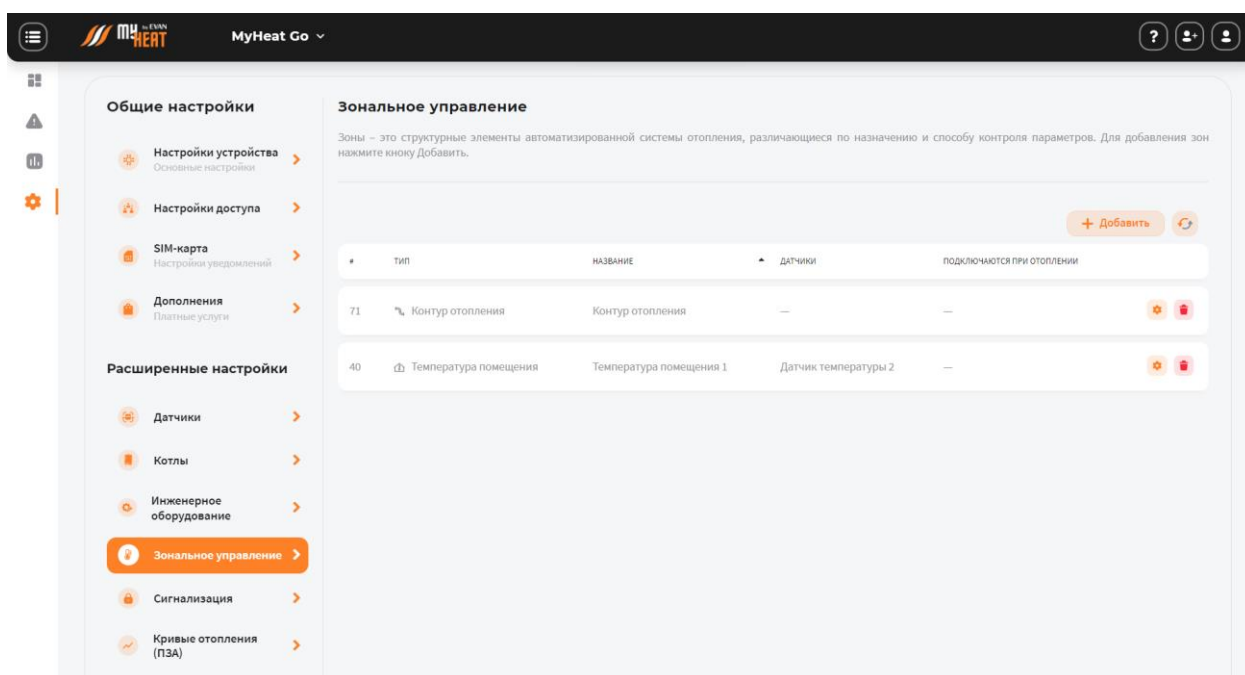 by EVAN
MYHEAT
MyHeat Go
?
Общие настройки
Настройки устройства
Основные настройки
Настройки доступа
SIM-карта
Настройки уведомлений
Дополнения
Платные услуги
Расширенные настройки
Датчики
Котлы
Инженерное
оборудование
Зональное управление
Сигнализация
Кривые отопления
(ПЗА)
Зональное управление
Зоны – это структурные элементы автоматизированной системы отопления, различающиеся по назначению и способу контроля параметров. Для добавления зон
нажмите кноку Добавить.
+ Добавить
# ТИП НАЗВАНИЕ ДАТЧИКИ ПОДКЛЮЧАЮТСЯ ПРИ ОТОПЛЕНИИ
71 Контур отопления Контур отопления — —
40 Температура помещения Температура помещения 1 Датчик температуры 2 —